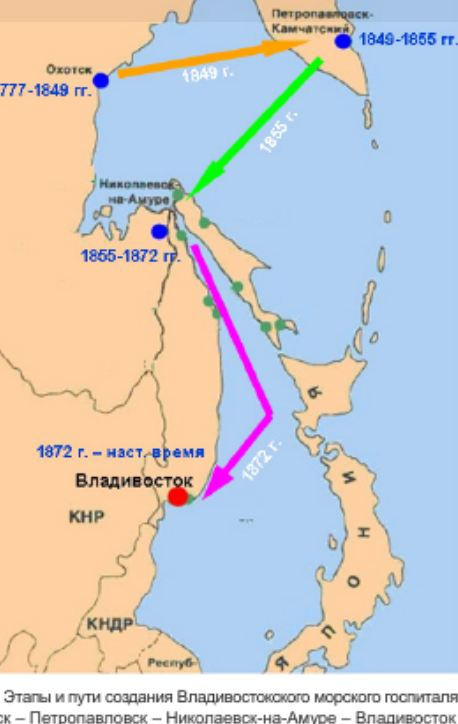 Петропавловск-
Камчатский
1849-1855 гг.
Охотск
1849 г.
777-1849 гг.
1855 г.
Николаевск-
на-Амуре
1855-1872 гг.
1872 г. – наст. время
1872 г.
Владивосток
КНР
КНДР
Респуб-
Я П О Н И Я
Этапы и пути создания Владивостокского морского госпиталя
ск – Петропавловск – Николаевск-на-Амуре – Владивосток